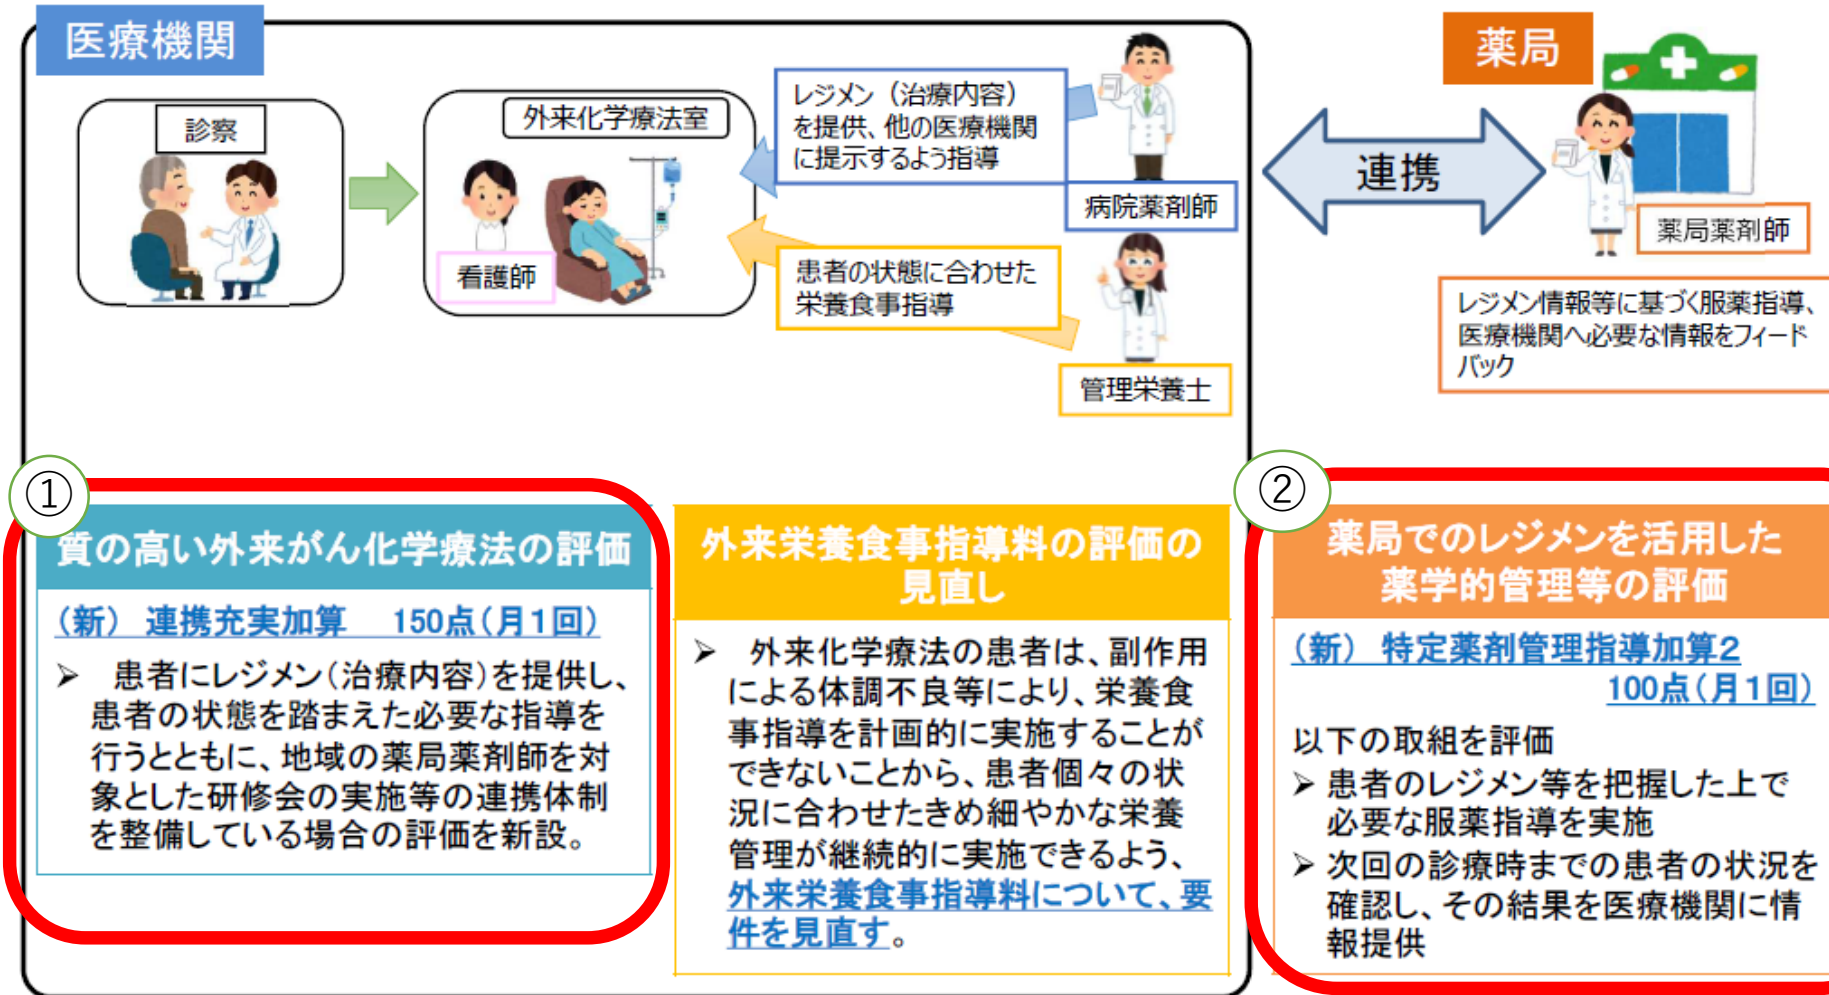 医療機関
診察
外来化学療法室
看護師
レジメン（治療内容）
を提供、他の医療機関
に提示するよう指導
病院薬剤師
患者の状態に合わせた
栄養食事指導
管理栄養士
連携
薬局
薬局薬剤師
レジメン情報等に基づく服薬指導、
医療機関へ必要な情報をフィード
バック
①
質の高い外来がん化学療法の評価
（新） 連携充実加算　150点（月１回）
➢ 患者にレジメン（治療内容）を提供し、
患者の状態を踏まえた必要な指導を
行うとともに、地域の薬局薬剤師を対
象とした研修会の実施等の連携体制
を整備している場合の評価を新設。
外来栄養食事指導料の評価の
見直し
➢ 外来化学療法の患者は、副作用
による体調不良等により、栄養食
事指導を計画的に実施することが
できないことから、患者個々の状
況に合わせたきめ細やかな栄養
管理が継続的に実施できるよう、
外来栄養食事指導料について、要
件を見直す。
②
薬局でのレジメンを活用した
薬学的管理等の評価
（新） 特定薬剤管理指導加算２
100点（月１回）
以下の取組を評価
➢ 患者のレジメン等を把握した上で
必要な服薬指導を実施
➢ 次回の診療時までの患者の状況を
確認し、その結果を医療機関に情
報提供